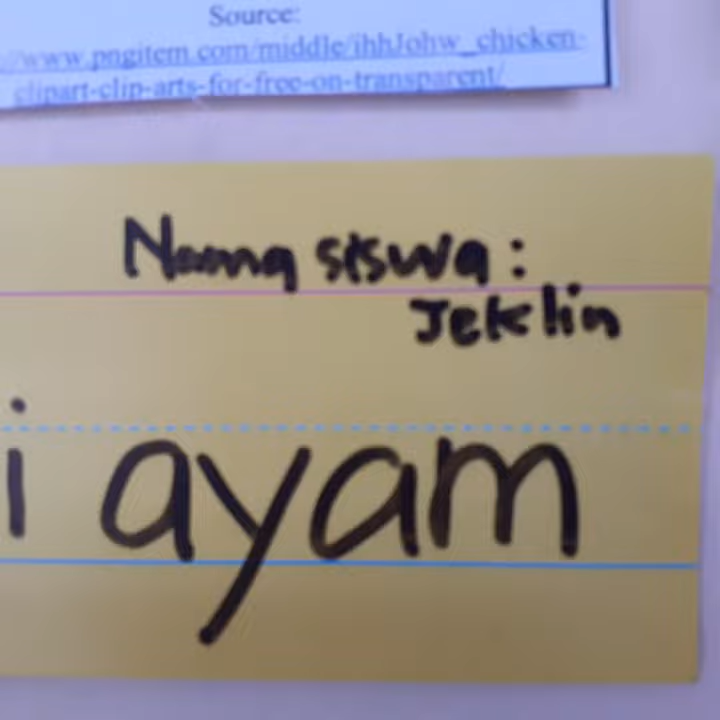 Source:
//www.pngitem.com/middle/ihhJohw_chicken-
clipart-clip-arts-for-free-on-transparent/
Nama siswa:
Jeklin
i ayam